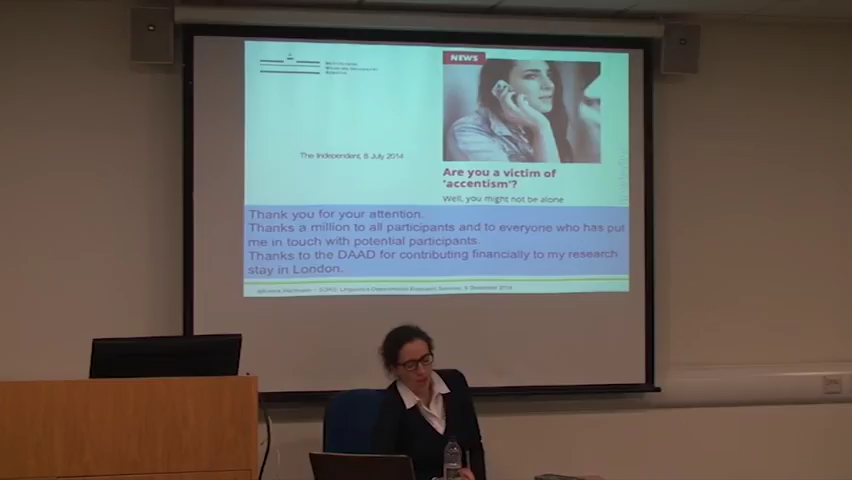 NEWS
The Independent, 8 July 2014
Are you a victim of
'accentism'?
Well, you might not be alone
Thank you for your attention.
Thanks a million to all participants and to everyone who has put
me in touch with potential participants.
Thanks to the DAAD for contributing financially to my research
stay in London.